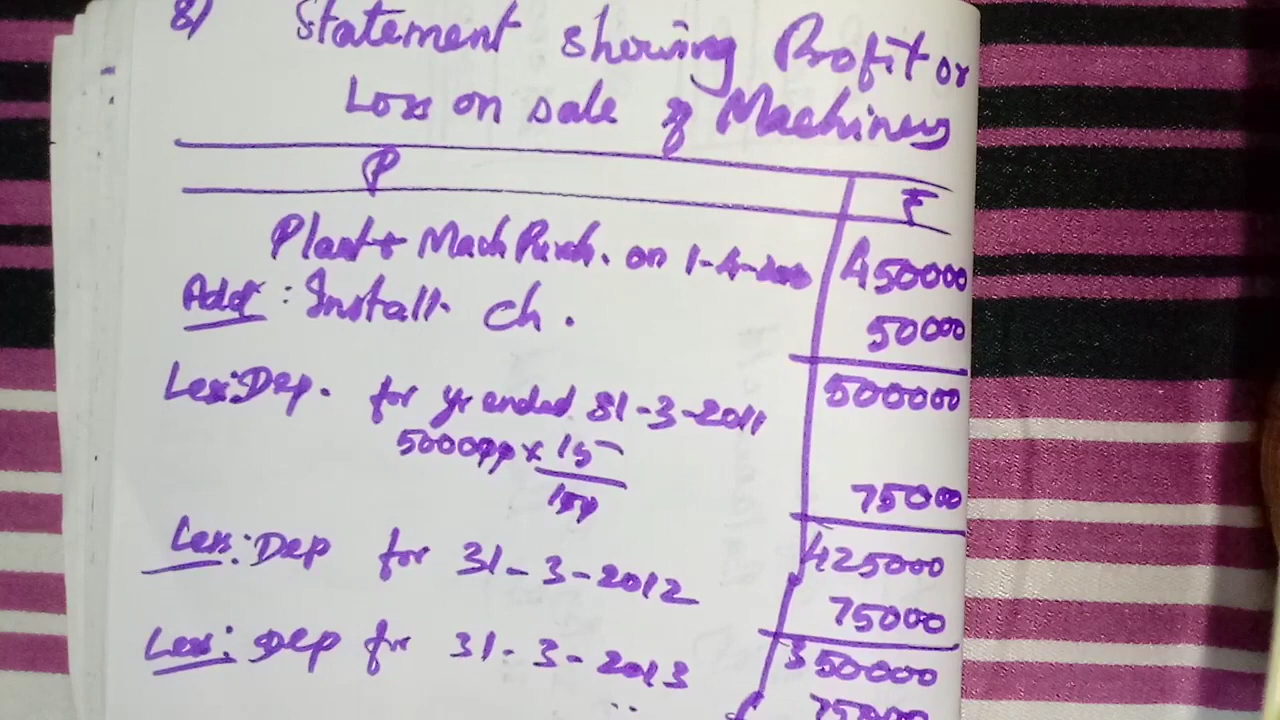 8) Statement showing Profit or
Loss on sale of Machinery
P ₹
Plant + Mach Purch. on 1-4- 450000
Add: Install. ch. 50000
500000
Less: Dep. for yr ended 31-3-2011
500000 x 15
100 75000
425000
Less: Dep for 31-3-2012 75000
350000
Less: Dep for 31-3-2013 75000